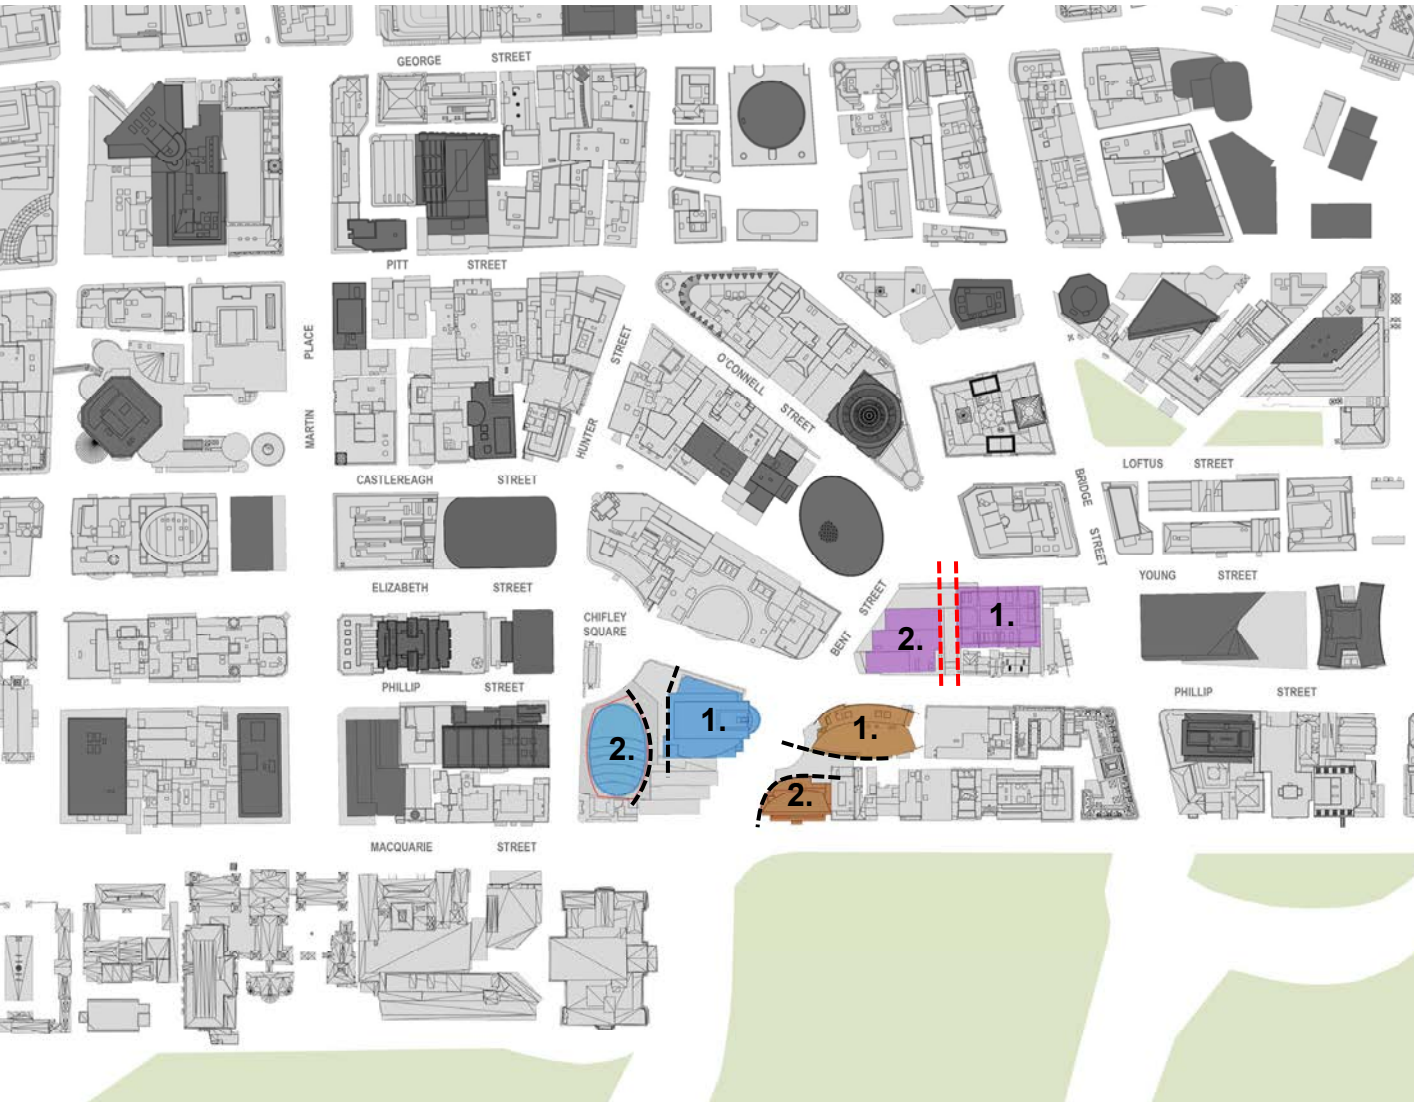 GEORGE STREET
PITT STREET
MARTIN PLACE
HUNTER STREET
O'CONNELL STREET
CASTLEREAGH STREET
LOFTUS STREET
BRIDGE STREET
ELIZABETH STREET
YOUNG STREET
CHIFLEY
SQUARE
BENT STREET
1.
2.
PHILLIP STREET
PHILLIP STREET
1.
2.
1.
2.
MACQUARIE STREET